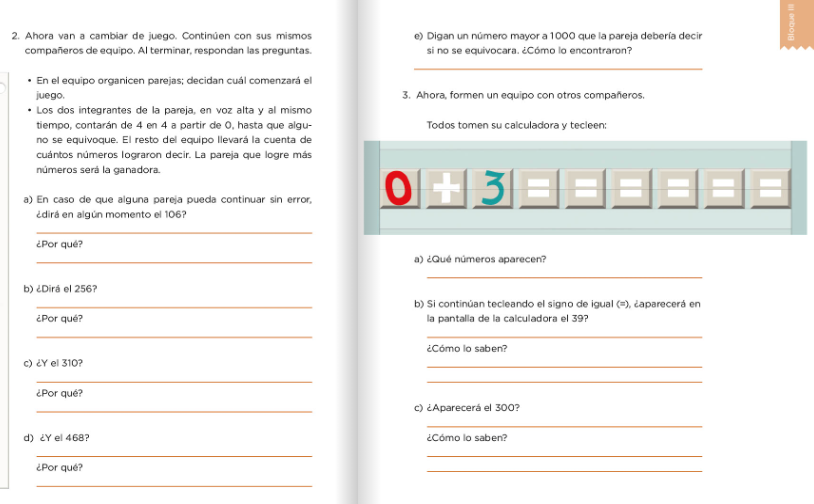 2. Ahora van a cambiar de juego. Continúen con sus mismos
compañeros de equipo. Al terminar, respondan las preguntas.
• En el equipo organicen parejas; decidan cuál comenzará el
juego.
• Los dos integrantes de la pareja, en voz alta y al mismo
tiempo, contarán de 4 en 4 a partir de 0, hasta que algu-
no se equivoque. El resto del equipo llevará la cuenta de
cuántos números lograron decir. La pareja que logre más
números será la ganadora.
a) En caso de que alguna pareja pueda continuar sin error,
¿dirá en algún momento el 106?
¿Por qué?
b) ¿Dirá el 256?
¿Por qué?
c) ¿Y el 310?
¿Por qué?
d) ¿Y el 468?
¿Por qué?
Bloque III
e) Digan un número mayor a 1000 que la pareja debería decir
si no se equivocara. ¿Cómo lo encontraron?
3. Ahora, formen un equipo con otros compañeros.
Todos tomen su calculadora y tecleen:
0 + 3 = = = = = =
a) ¿Qué números aparecen?
b) Si continúan tecleando el signo de igual (=), ¿aparecerá en
la pantalla de la calculadora el 39?
¿Cómo lo saben?
c) ¿Aparecerá el 300?
¿Cómo lo saben?